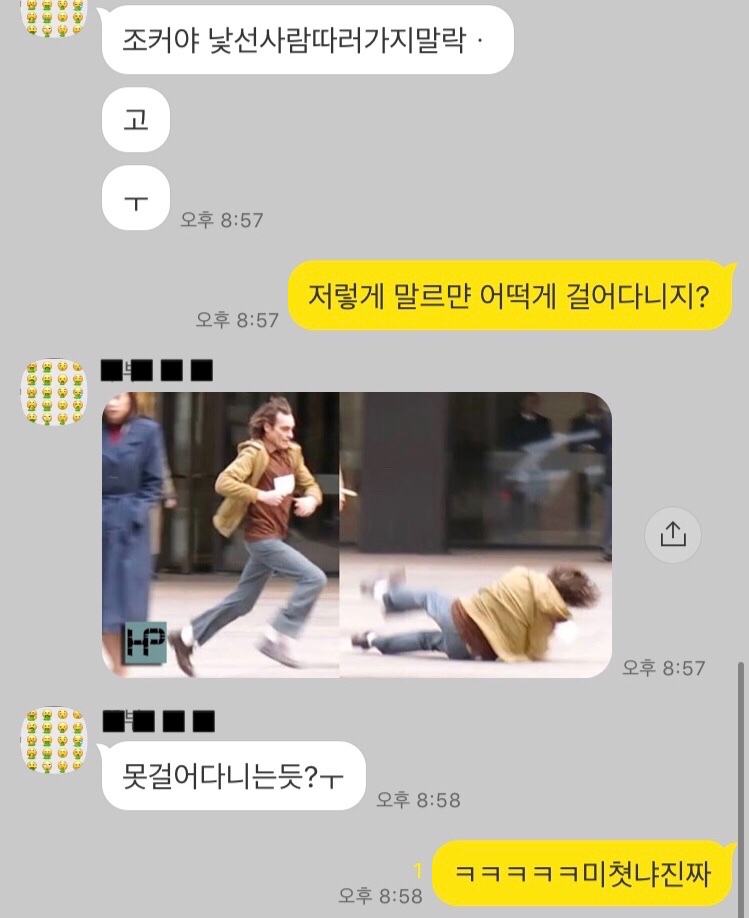 조커야 낯선사람따러가지말락 ·
고
ㅜ
오후 8:57
저렇게 말르먄 어떡게 걸어다니지?
오후 8:57
HP
오후 8:57
못걸어다니는듯?ㅜ
오후 8:58
ㅋㅋㅋㅋㅋ미쳣냐진짜
1
오후 8:58